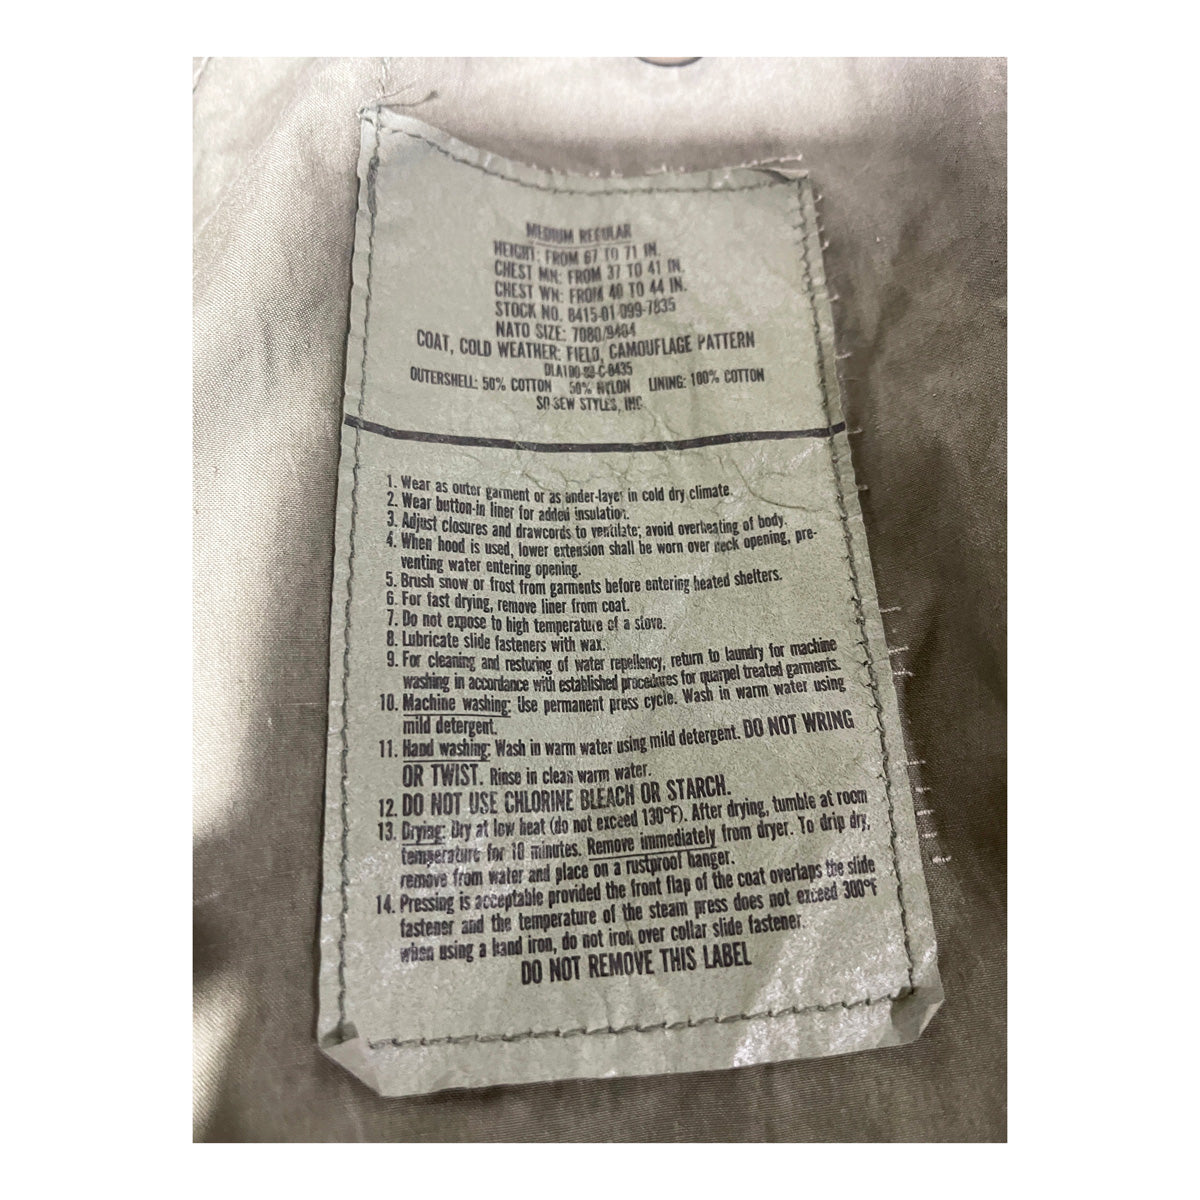 MEDIUM REGULAR
HEIGHT: FROM 67 TO 71 IN.
CHEST MN: FROM 37 TO 41 IN.
CHEST WN: FROM 40 TO 44 IN.
STOCK NO. 8415-01-099-7835
NATO SIZE: 7080/9404
COAT, COLD WEATHER: FIELD, CAMOUFLAGE PATTERN
OUTERSHELL: 50% COTTON 50% NYLON LINING: 100% COTTON
SO SEW STYLES, INC
1. Wear as outer garment or as under-layer in cold dry climate.
2. Wear button-in liner for added insulation.
3. Adjust closures and drawcords to ventilate; avoid overheating of body.
4. When hood is used, lower extension shall be worn over neck opening, pre-
venting water entering opening.
5. Brush snow or frost from garments before entering heated shelters.
6. For fast drying, remove liner from coat.
7. Do not expose to high temperature of a stove.
8. Lubricate slide fasteners with wax.
9. For cleaning and restoring of water repellency, return to laundry for machine
washing in accordance with established procedures for quarpel treated garments.
10. Machine washing: Use permanent press cycle. Wash in warm water using
mild detergent.
11. Hand washing: Wash in warm water using mild detergent. DO NOT WRING
OR TWIST. Rinse in clean warm water.
12. DO NOT USE CHLORINE BLEACH OR STARCH.
13. Drying: Dry at low heat (do not exceed 130°F). After drying, tumble at room
temperature for 10 minutes. Remove immediately from dryer. To drip dry,
remove from water and place on a rustproof hanger.
14. Pressing is acceptable provided the front flap of the coat overlaps the slide
fastener and the temperature of the steam press does not exceed 300°F
when using a hand iron, do not iron over collar slide fastener.
DO NOT REMOVE THIS LABEL